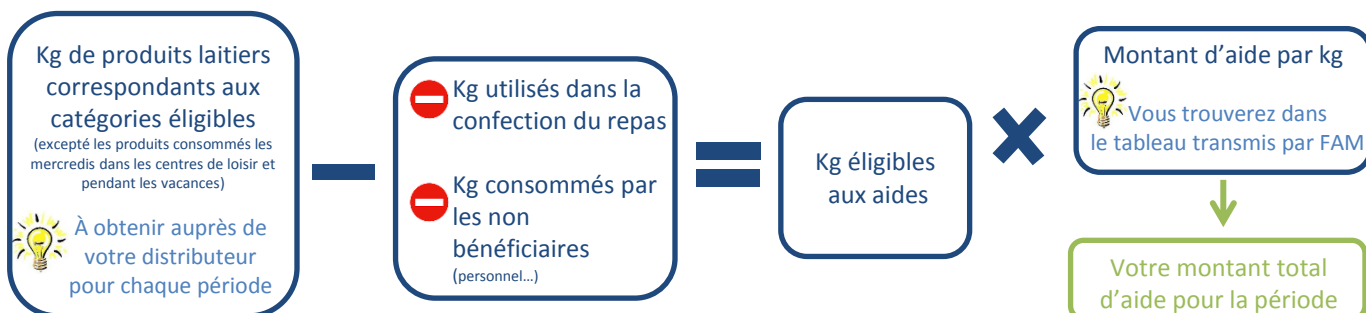 Kg de produits laitiers
correspondants aux
catégories éligibles
(excepté les produits consommés les
mercredis dans les centres de loisir et
pendant les vacances)
À obtenir auprès de
votre distributeur
pour chaque période
Kg utilisés dans la
confection du repas
Kg consommés par
les non
bénéficiaires
(personnel...)
Kg éligibles
aux aides
Montant d'aide par kg
Vous trouverez dans
le tableau transmis par FAM
Votre montant total
d'aide pour la période